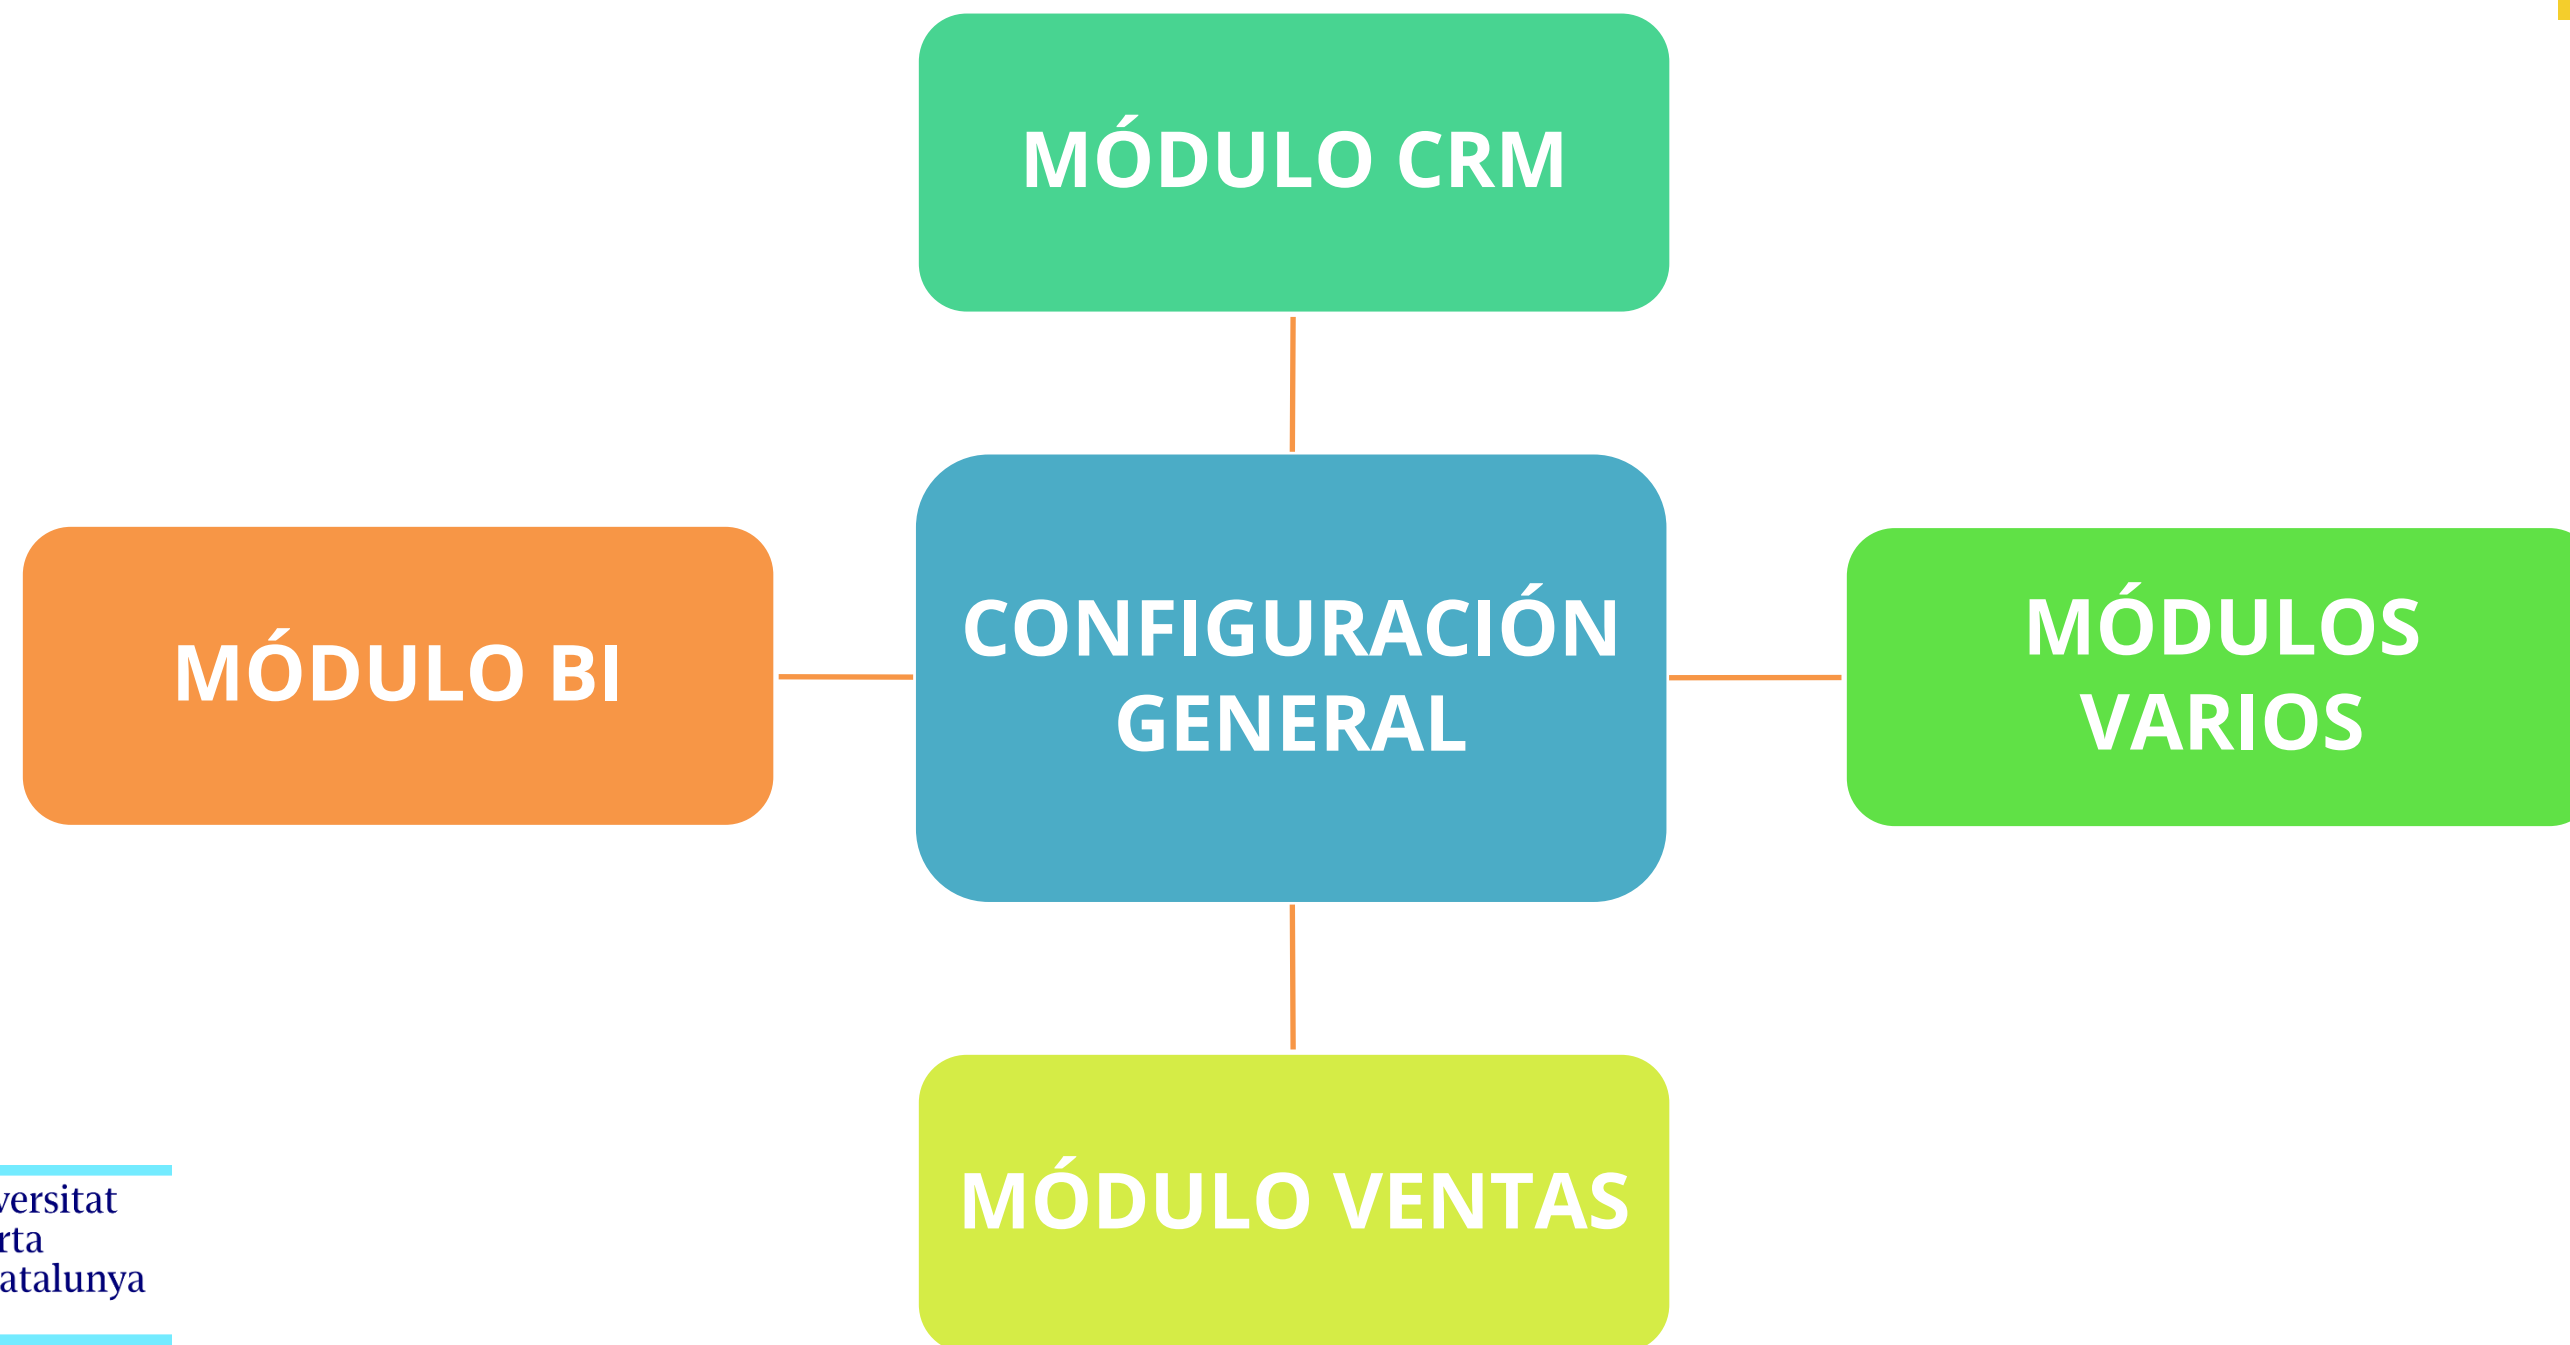 MÓDULO CRM
MÓDULO BI
CONFIGURACIÓN
GENERAL
MÓDULOS
VARIOS
MÓDULO VENTAS
versitat
rta
atalunya